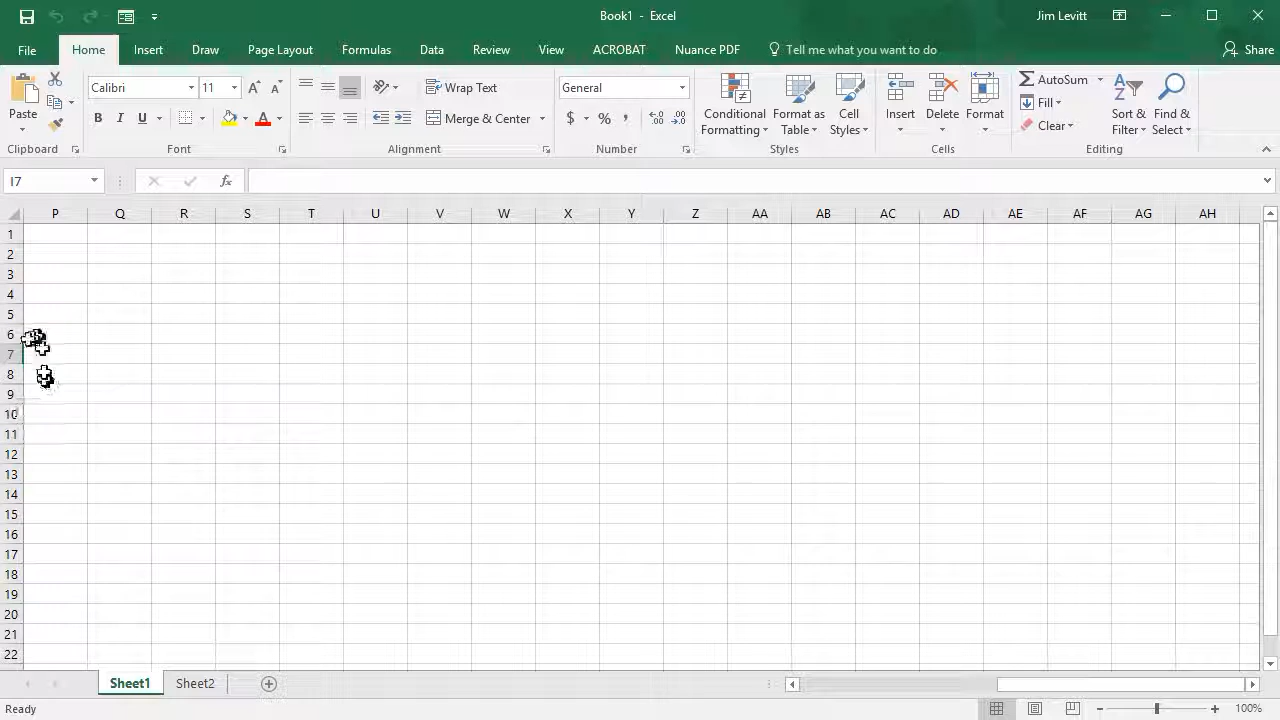 Book1 - Excel
Jim Levitt
File Home Insert Draw Page Layout Formulas Data Review View ACROBAT Nuance PDF Tell me what you want to do Share
Calibri 11 Wrap Text General AutoSum
Paste B I U Merge & Center $ % , Conditional Formatting Format as Table Cell Styles Insert Delete Format Fill Clear Sort & Filter Find & Select
Clipboard Font Alignment Number Styles Cells Editing
I7 fx
P Q R S T U V W X Y Z AA AB AC AD AE AF AG AH
1
2
3
4
5
6
7
8
9
10
11
12
13
14
15
16
17
18
19
20
21
22
Sheet1 Sheet2
Ready 100%